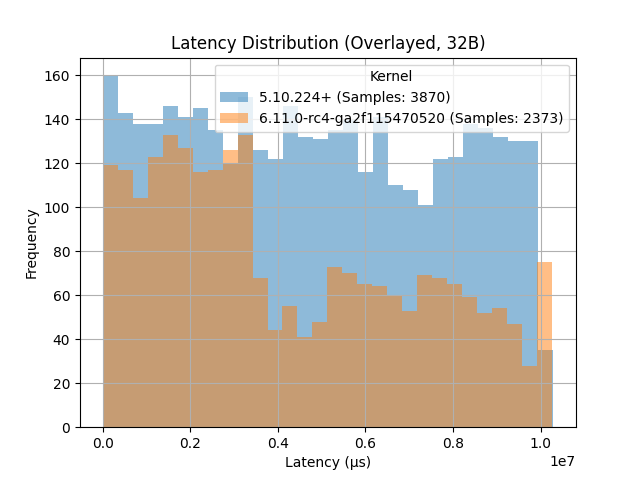 Latency Distribution (Overlayed, 32B)
Kernel
5.10.224+ (Samples: 3870)
6.11.0-rc4-ga2f115470520 (Samples: 2373)
Frequency
160
140
120
100
80
60
40
20
0
0.0 0.2 0.4 0.6 0.8 1.0
1e7
Latency (µs)